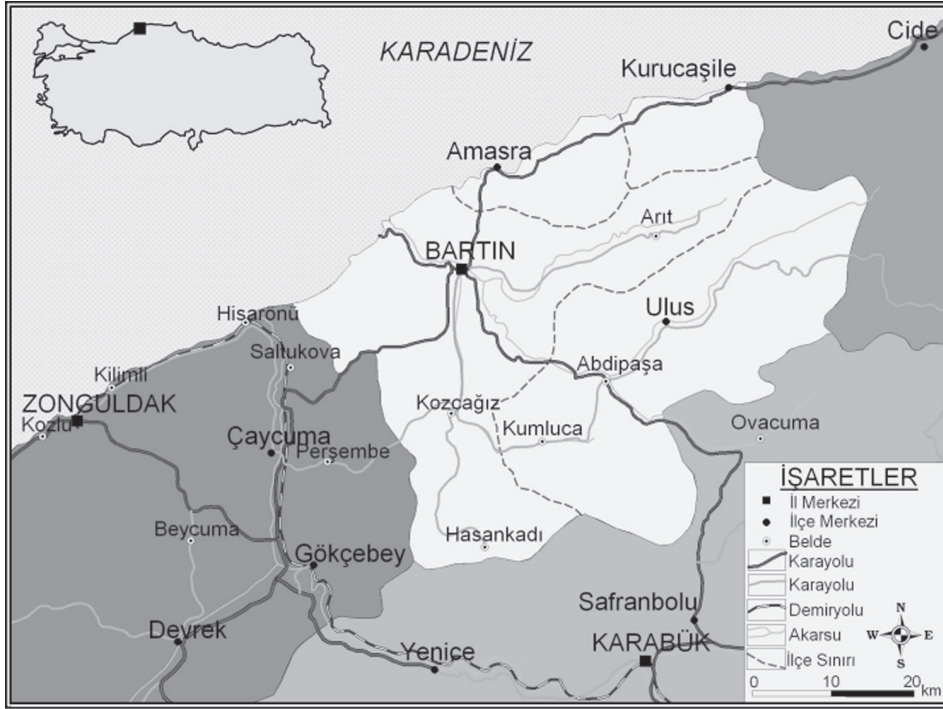 Cide
KARADENİZ
Kurucaşile
Amasra
Arıt
BARTIN
Ulus
Hisarönü
Saltukova
Abdipaşa
Kilimli
ZONGULDAK
Kozlu
Kozcağız
Kumluca
Ovacuma
Çaycuma
Perşembe
Beycuma
Hasankadı
Gökçebey
Devrek
Yenice
Safranbolu
KARABÜK
İŞARETLER
İl Merkezi
İlçe Merkezi
Belde
Karayolu
Karayolu
Demiryolu
Akarsu
İlçe Sınırı
N
W E
S
0 10 20
km